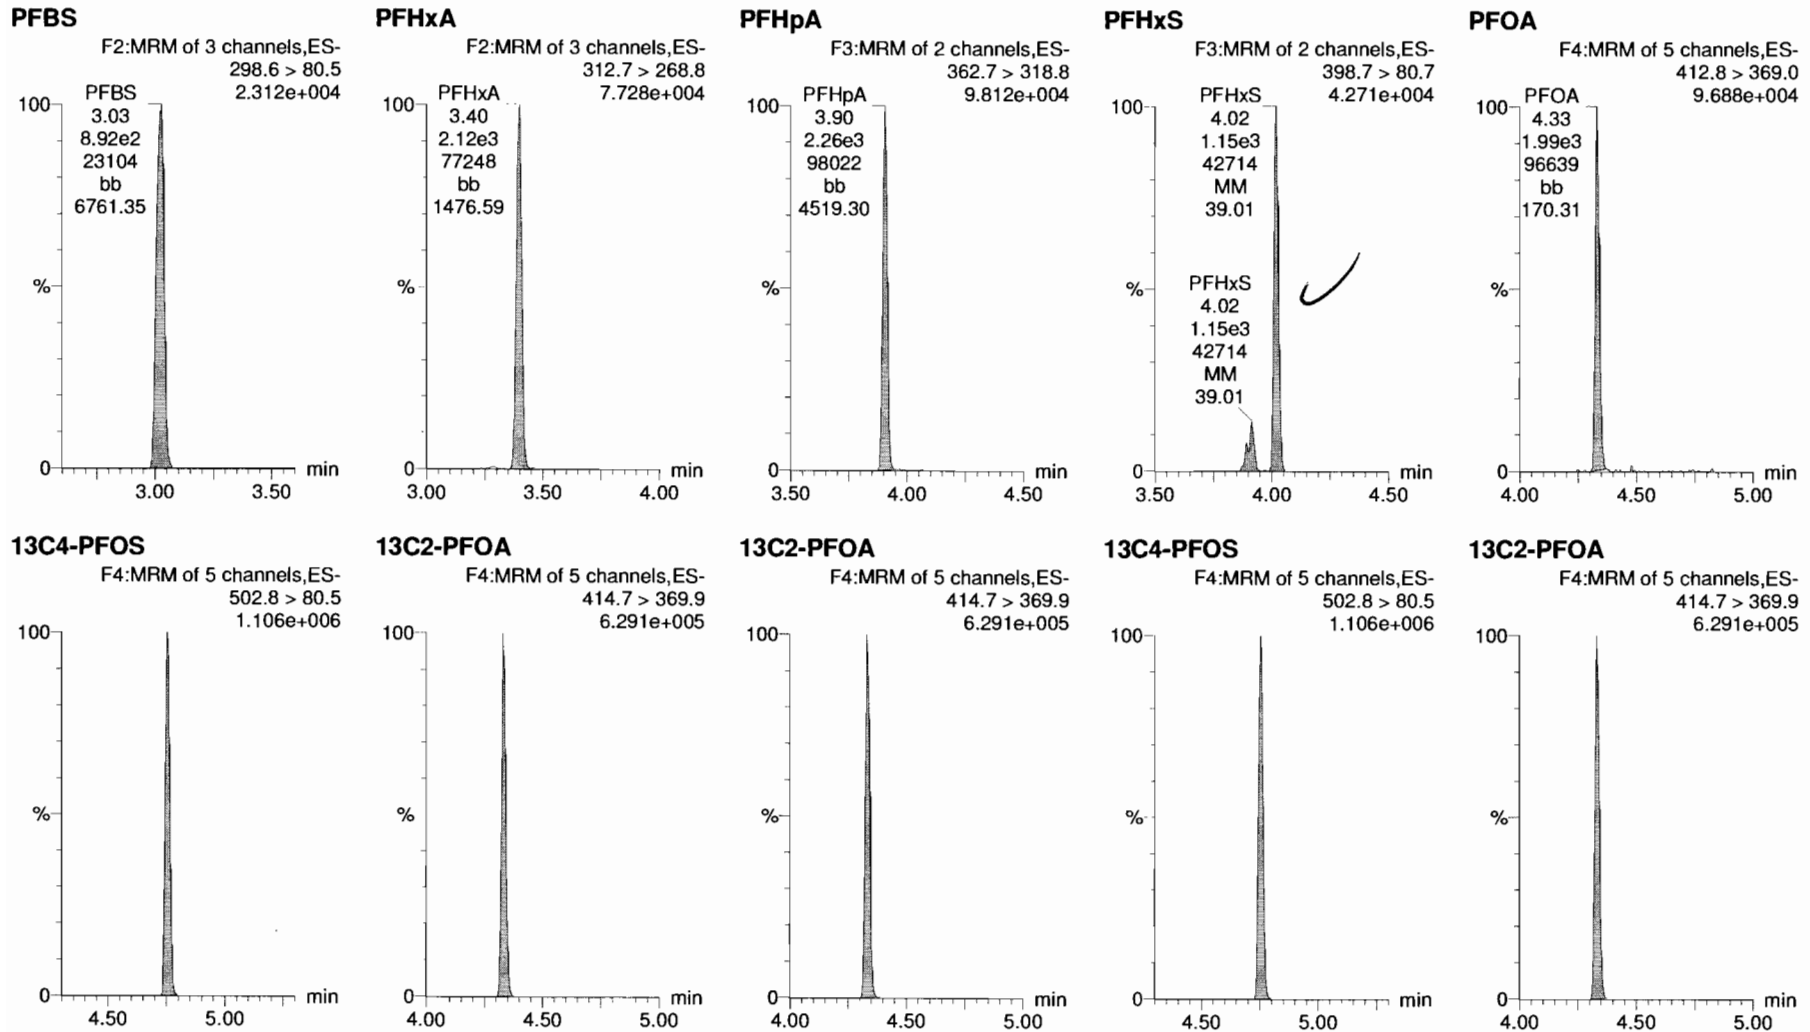 PFBS
F2:MRM of 3 channels,ES-
298.6 > 80.5
2.312e+004
100
PFBS
3.03
8.92e2
23104
bb
6761.35
%
0
min
3.00
3.50
PFHxA
F2:MRM of 3 channels,ES-
312.7 > 268.8
7.728e+004
100
PFHxA
3.40
2.12e3
77248
bb
1476.59
%
0
min
3.00
3.50
4.00
PFHpA
F3:MRM of 2 channels,ES-
362.7 > 318.8
9.812e+004
100
PFHpA
3.90
2.26e3
98022
bb
4519.30
%
0
min
3.50
4.00
4.50
PFHxS
F3:MRM of 2 channels,ES-
398.7 > 80.7
4.271e+004
100
PFHxS
4.02
1.15e3
42714
MM
39.01
%
PFHxS
4.02
1.15e3
42714
MM
39.01
0
min
3.50
4.00
4.50
PFOA
F4:MRM of 5 channels,ES-
412.8 > 369.0
9.688e+004
100
PFOA
4.33
1.99e3
96639
bb
170.31
%
0
min
4.00
4.50
5.00
13C4-PFOS
F4:MRM of 5 channels,ES-
502.8 > 80.5
1.106e+006
100
%
0
min
4.50
5.00
13C2-PFOA
F4:MRM of 5 channels,ES-
414.7 > 369.9
6.291e+005
100
%
0
min
4.00
4.50
5.00
13C2-PFOA
F4:MRM of 5 channels,ES-
414.7 > 369.9
6.291e+005
100
%
0
min
4.00
4.50
5.00
13C4-PFOS
F4:MRM of 5 channels,ES-
502.8 > 80.5
1.106e+006
100
%
0
min
4.50
5.00
13C2-PFOA
F4:MRM of 5 channels,ES-
414.7 > 369.9
6.291e+005
100
%
0
min
4.00
4.50
5.00